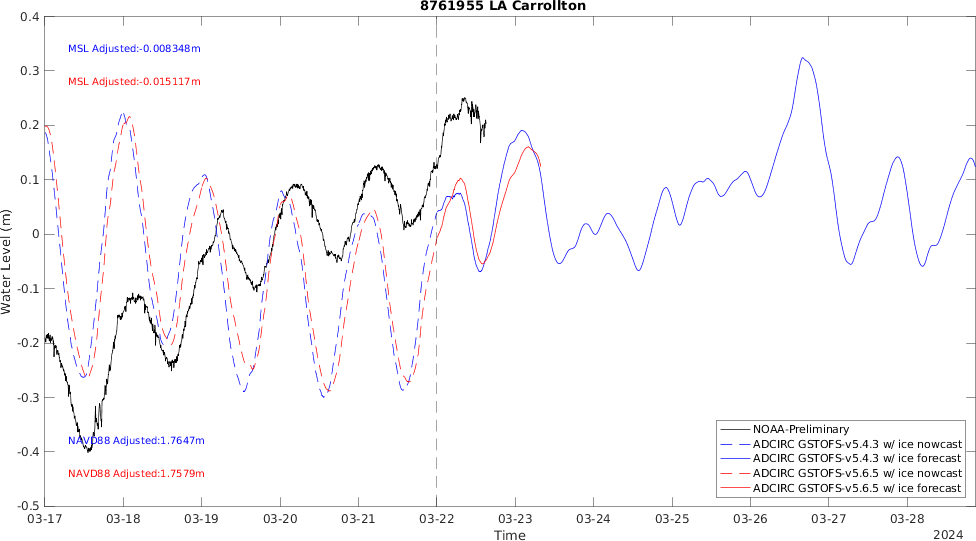 8761955 LA Carrollton
MSL Adjusted:-0.008348m
MSL Adjusted:-0.015117m
NAVD88 Adjusted:1.7647m
NAVD88 Adjusted:1.7579m
Water Level (m)
0.4
0.3
0.2
0.1
0
-0.1
-0.2
-0.3
-0.4
-0.5
NOAA-Preliminary
ADCIRC GSTOFS-v5.4.3 w/ ice nowcast
ADCIRC GSTOFS-v5.4.3 w/ ice forecast
ADCIRC GSTOFS-v5.6.5 w/ ice nowcast
ADCIRC GSTOFS-v5.6.5 w/ ice forecast
03-17 03-18 03-19 03-20 03-21 03-22 03-23 03-24 03-25 03-26 03-27 03-28
Time
2024